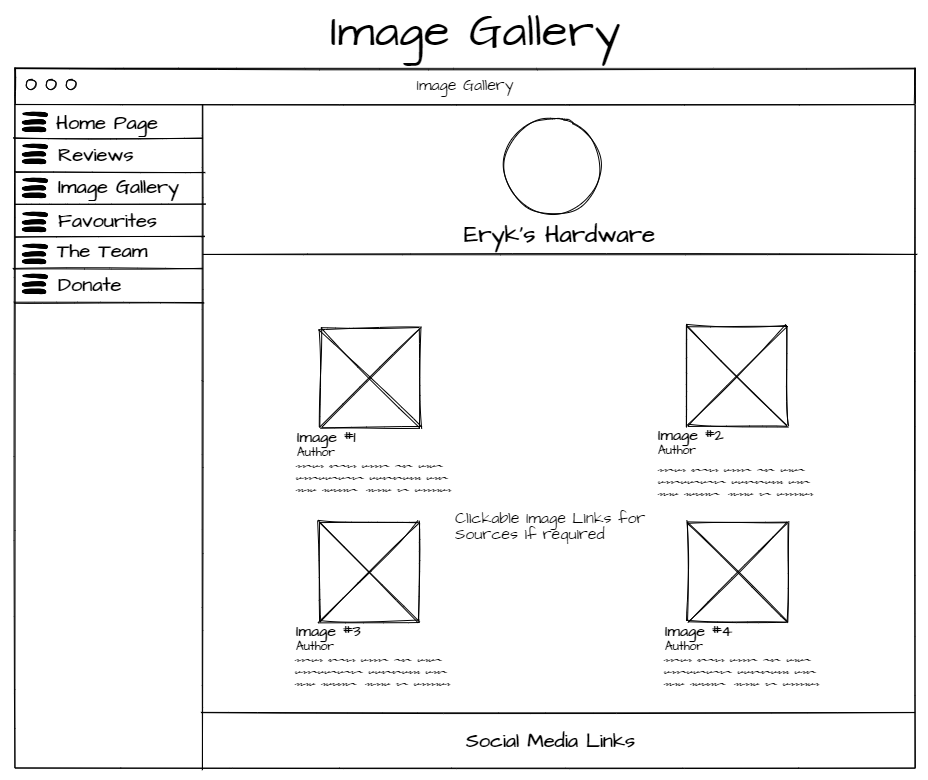 Image Gallery
Image Gallery
Home Page
Reviews
Image Gallery
Favourites
The Team
Donate
Eryk's Hardware
Image #1
Author
Image #2
Author
Clickable Image Links for
Sources if required
Image #3
Author
Image #4
Author
Social Media Links